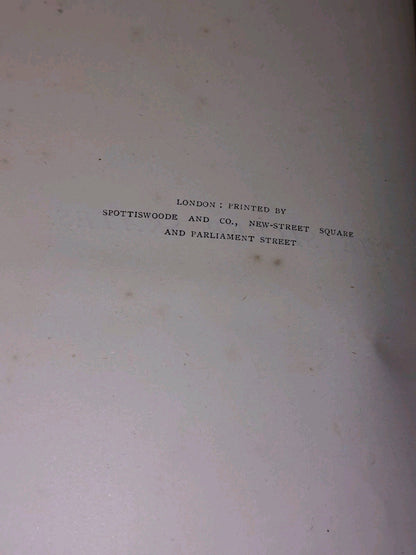 LONDON : PRINTED BY
SPOTTISWOODE AND CO., NEW-STREET SQUARE
AND PARLIAMENT STREET